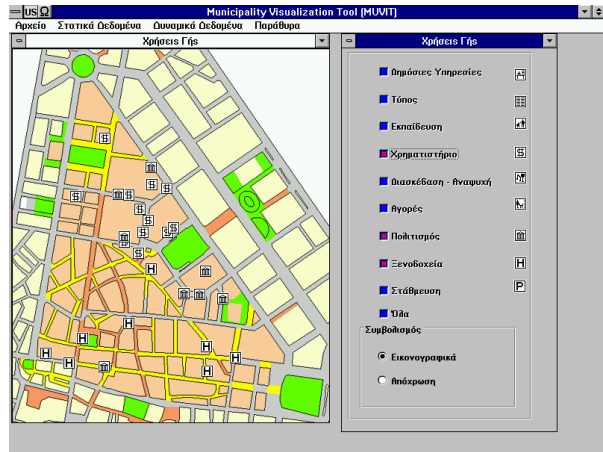 US Ω Municipality Visualization Tool (MUVIT)
Αρχείο Στατικά Δεδομένα Δυναμικά Δεδομένα Παράθυρα
Χρήσεις Γής
Χρήσεις Γής
Δημόσιες Υπηρεσίες
Τύπος
Εκπαίδευση
Χρηματιστήριο
Διασκέδαση - Αναψυχή
Αγορές
Πολιτισμός
Ξενοδοχεία
Στάθμευση
Όλα
Συμβολισμός
Εικονογραφικά
Απόχρωση